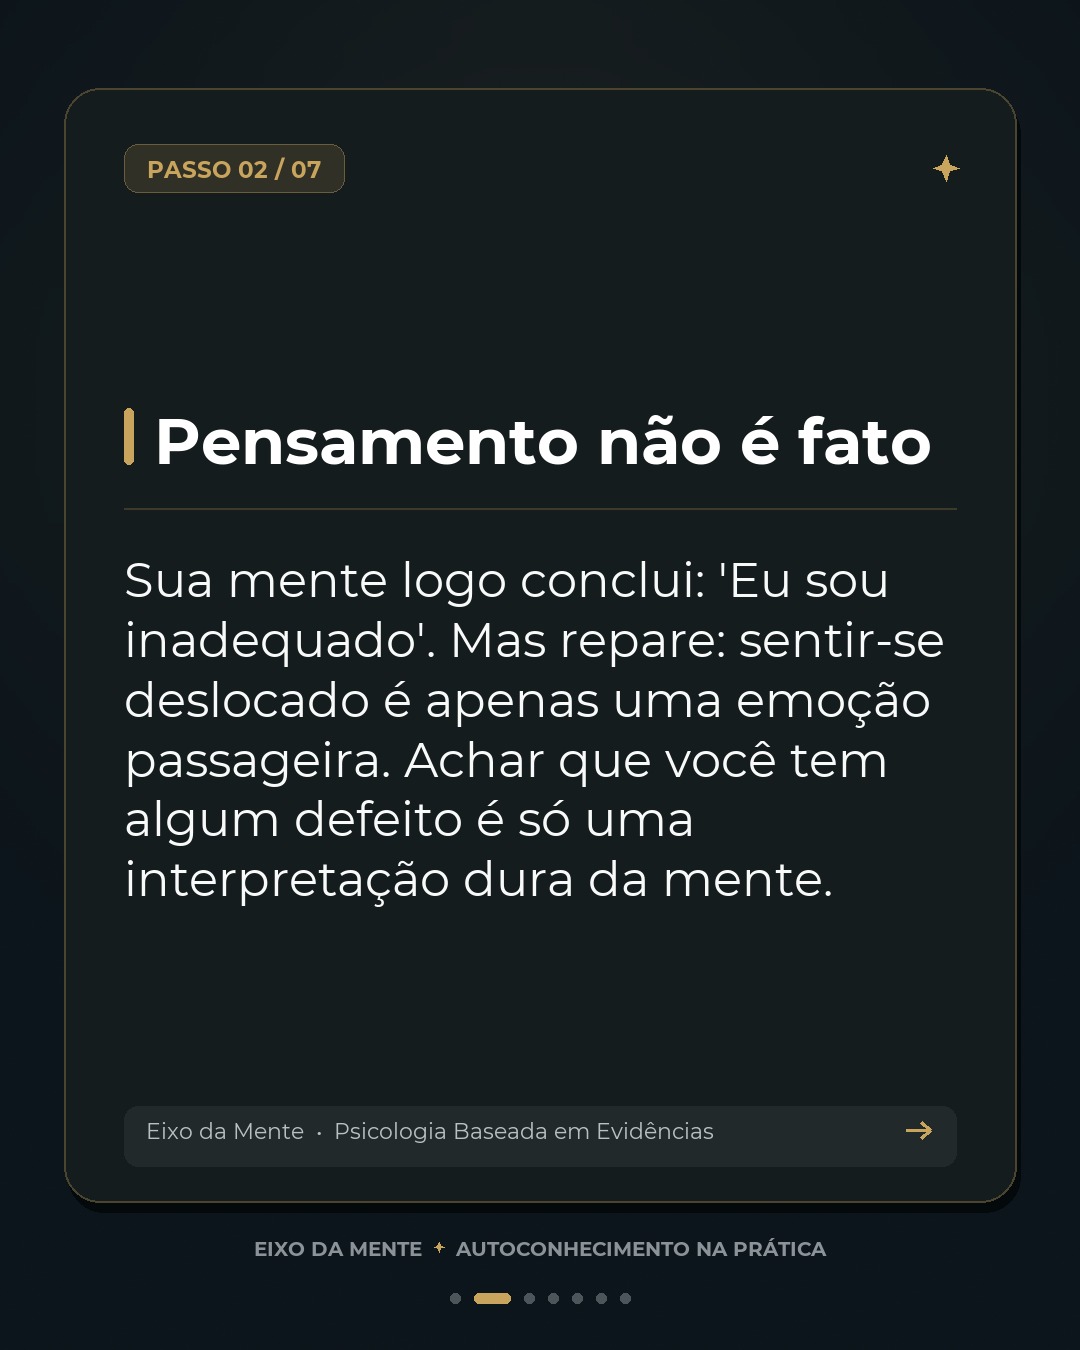 PASSO 02 / 07
Pensamento não é fato
Sua mente logo conclui: 'Eu sou
inadequado'. Mas repare: sentir-se
deslocado é apenas uma emoção
passageira. Achar que você tem
algum defeito é só uma
interpretação dura da mente.
Eixo da Mente • Psicologia Baseada em Evidências
EIXO DA MENTE ✦ AUTOCONHECIMENTO NA PRÁTICA